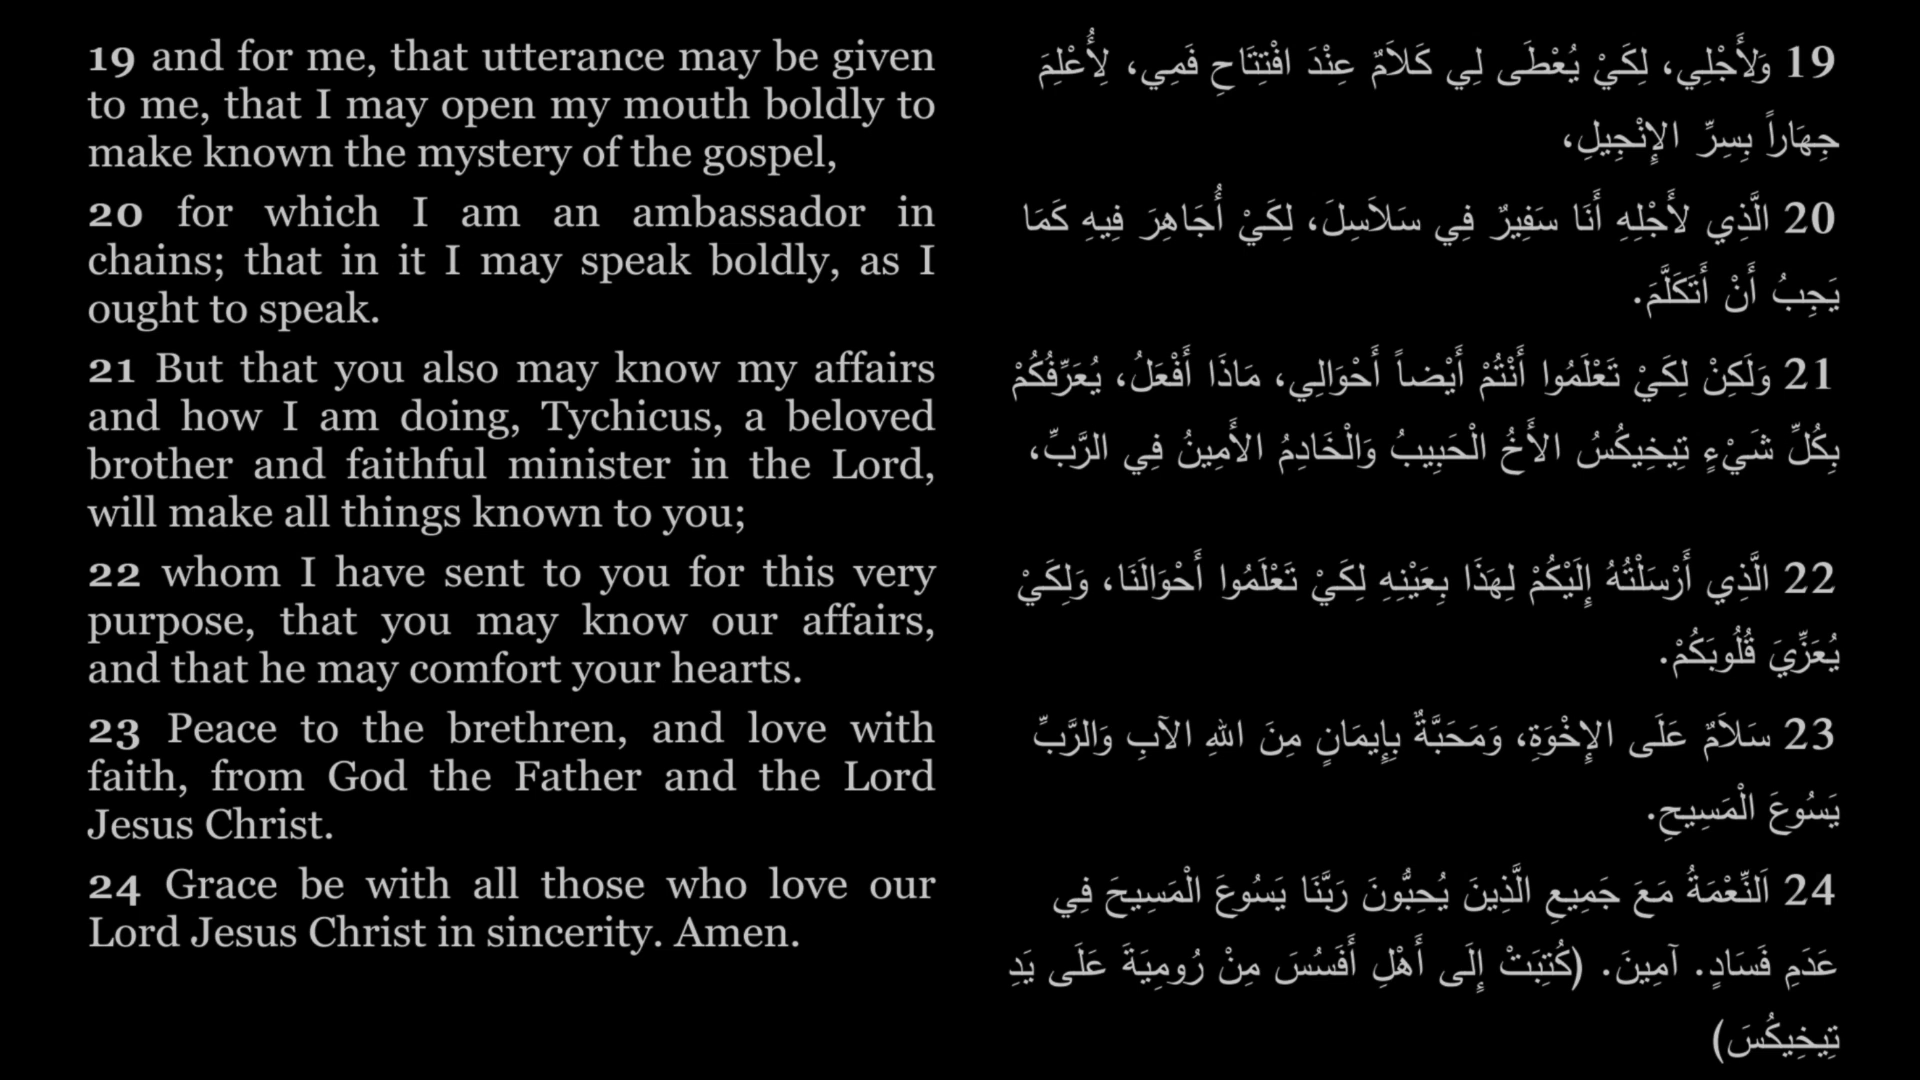 19 and for me, that utterance may be given
to me, that I may open my mouth boldly to
make known the mystery of the gospel,
20 for which I am an ambassador in
chains; that in it I may speak boldly, as I
ought to speak.
21 But that you also may know my affairs
and how I am doing, Tychicus, a beloved
brother and faithful minister in the Lord,
will make all things known to you;
22 whom I have sent to you for this very
purpose, that you may know our affairs,
and that he may comfort your hearts.
23 Peace to the brethren, and love with
faith, from God the Father and the Lord
Jesus Christ.
24 Grace be with all those who love our
Lord Jesus Christ in sincerity. Amen.
19 وَلأَجْلِي، لِكَيْ يُعْطَى لِي كَلاَمٌ عِنْدَ افْتِتَاحِ فَمِي، لِأُعْلِمَ
جِهَاراً بِسِرِّ الإِنْجِيلِ،
20 الَّذِي لأَجْلِهِ أَنَا سَفِيرٌ فِي سَلاَسِلَ، لِكَيْ أُجَاهِرَ فِيهِ كَمَا
يَجِبُ أَنْ أَتَكَلَّمَ.
21 وَلَكِنْ لِكَيْ تَعْلَمُوا أَنْتُمْ أَيْضاً أَحْوَالِي، مَاذَا أَفْعَلُ، يُعَرِّفُكُمْ
بِكُلِّ شَيْءٍ تِيخِيكُسُ الأَخُ الْحَبِيبُ وَالْخَادِمُ الأَمِينُ فِي الرَّبِّ،
22 الَّذِي أَرْسَلْتُهُ إِلَيْكُمْ لِهَذَا بِعَيْنِهِ لِكَيْ تَعْلَمُوا أَحْوَالَنَا، وَلِكَيْ
يُعَزِّيَ قُلُوبَكُمْ.
23 سَلاَمٌ عَلَى الإِخْوَةِ، وَمَحَبَّةٌ بِإِيمَانٍ مِنَ اللهِ الآبِ وَالرَّبِّ
يَسُوعَ الْمَسِيحِ.
24 اَلنِّعْمَةُ مَعَ جَمِيعِ الَّذِينَ يُحِبُّونَ رَبَّنَا يَسُوعَ الْمَسِيحَ فِي
عَدَمِ فَسَادٍ. آمِينَ. (كُتِبَتْ إِلَى أَهْلِ أَفَسُسَ مِنْ رُومِيَةَ عَلَى يَدِ
تِيخِيكُسَ)